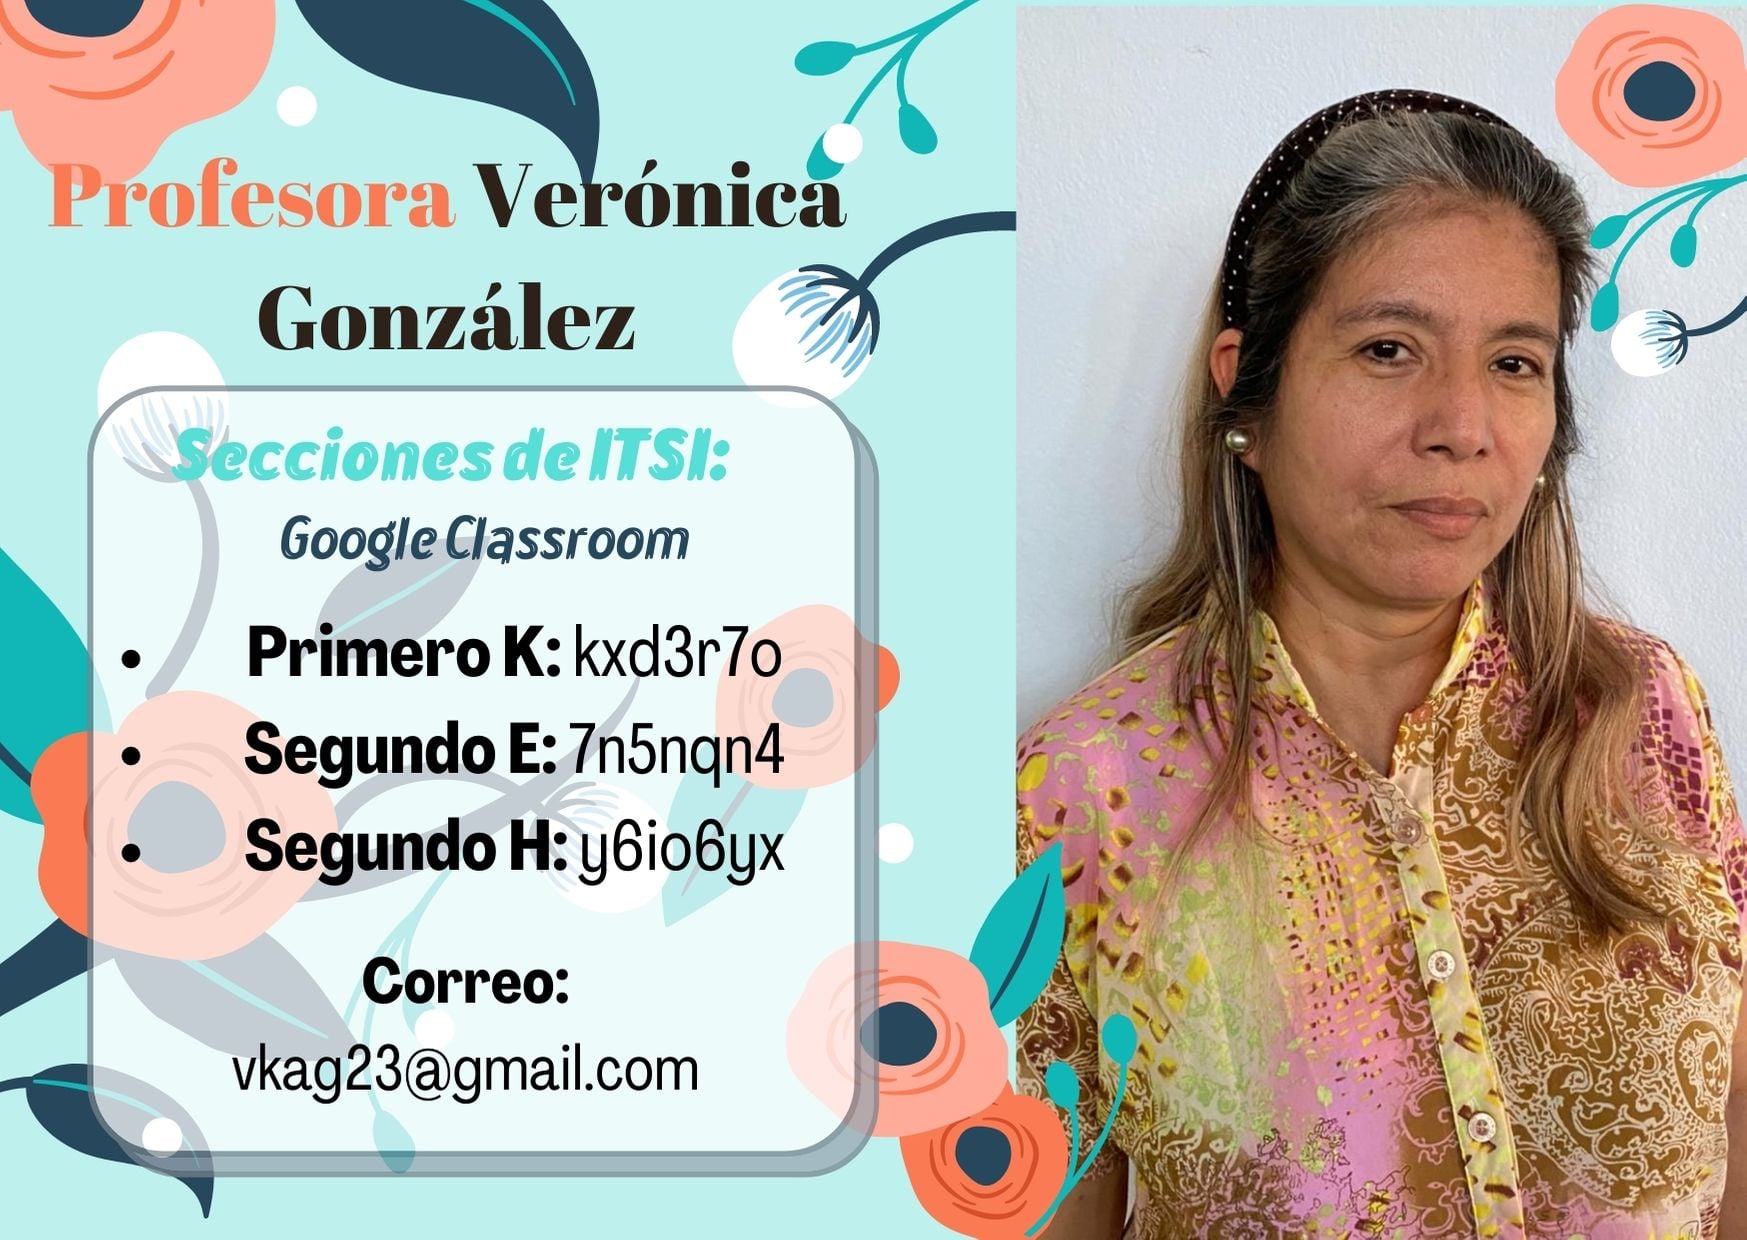 Profesora Verónica
González
Secciones de ITSI:
Google Classroom
• Primero K: kxd3r7o
• Segundo E: 7n5nqn4
• Segundo H: y6io6yx
Correo:
vkag23@gmail.com